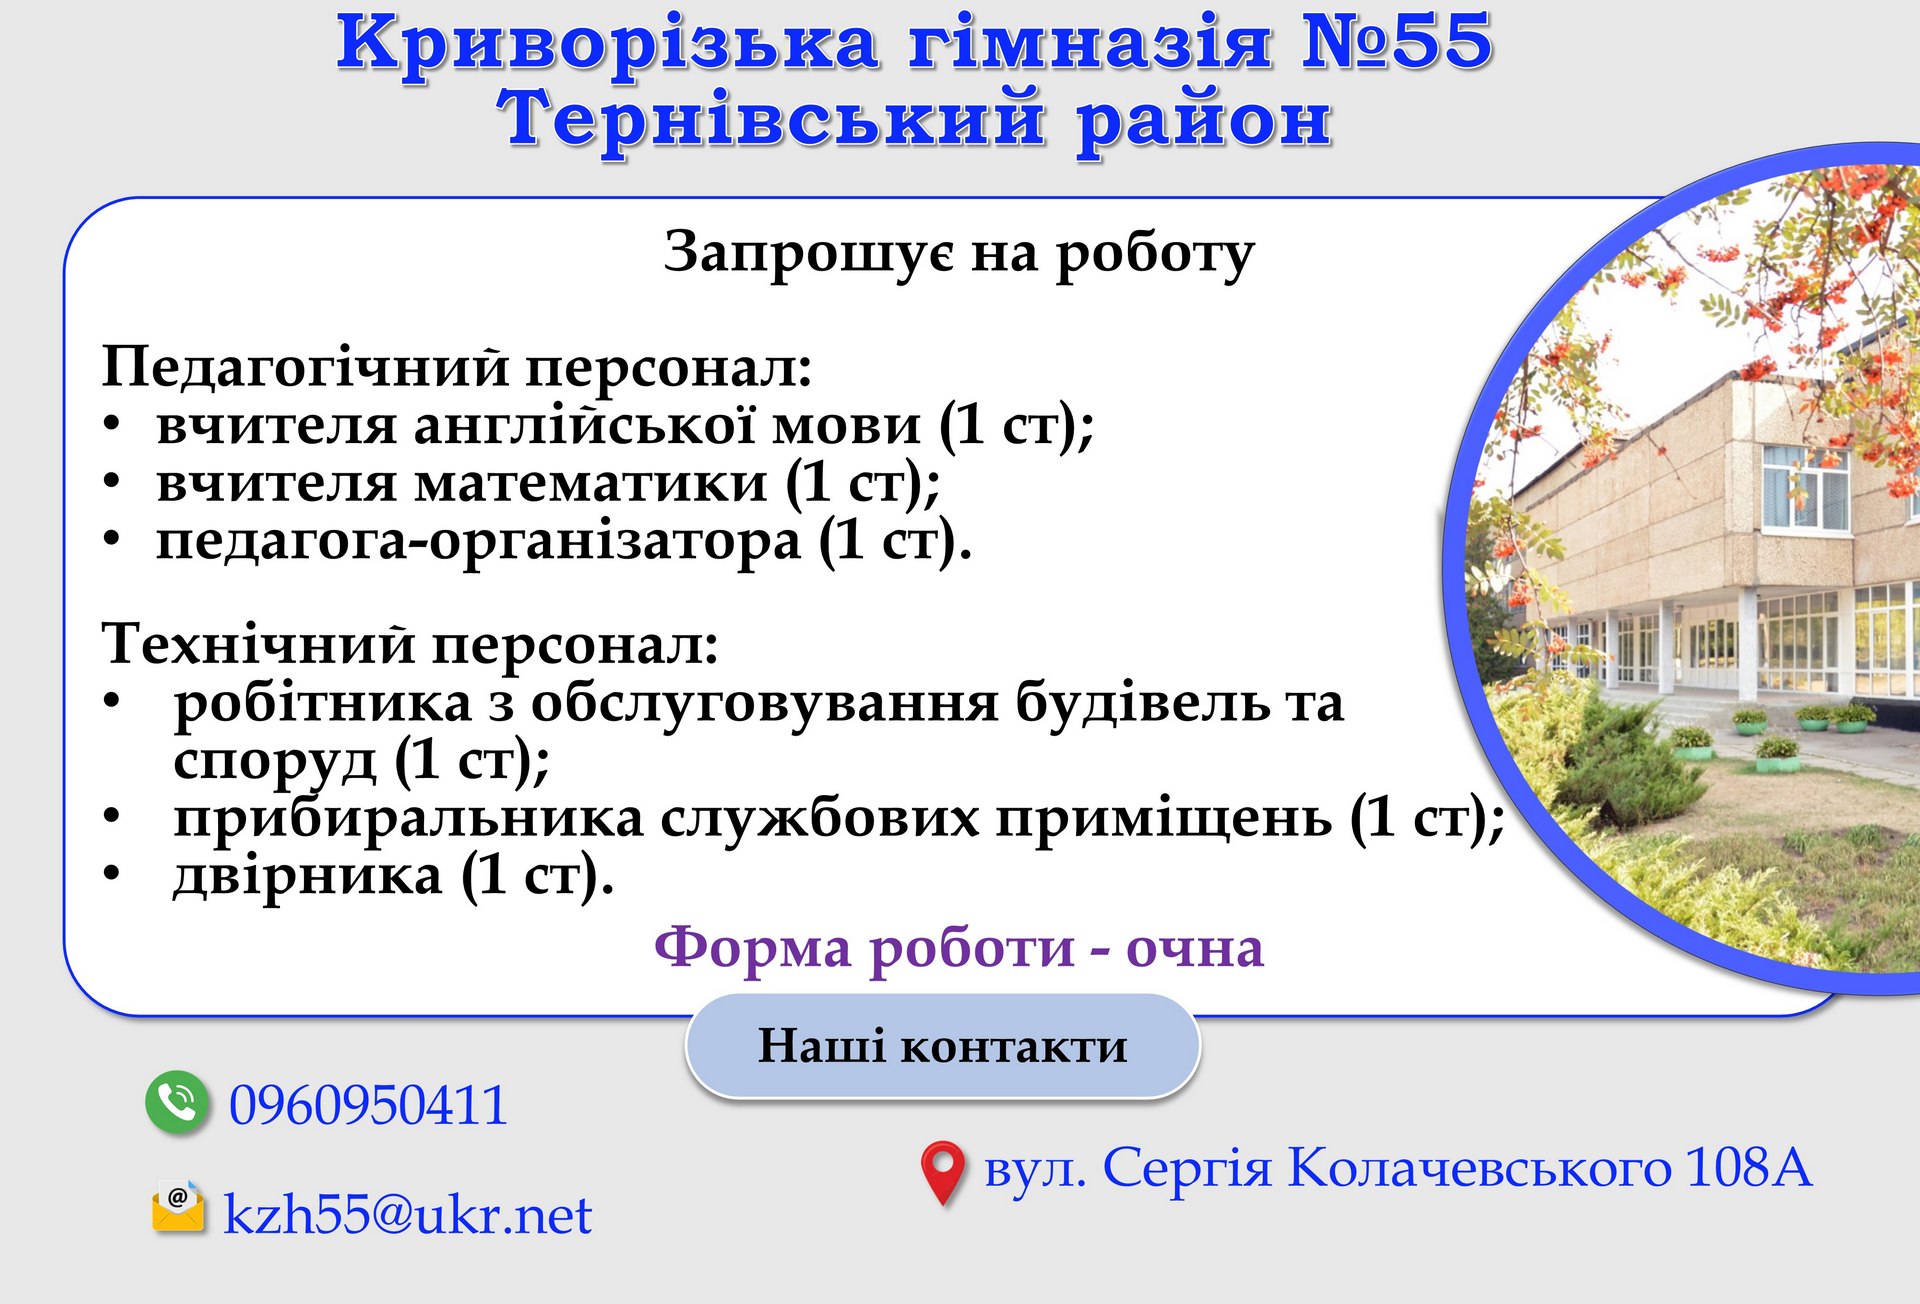 Криворізька гімназія №55
Тернівський район
Запрошує на роботу
Педагогічний персонал:
• вчителя англійської мови (1 ст);
• вчителя математики (1 ст);
• педагога-організатора (1 ст).
Технічний персонал:
• робітника з обслуговування будівель та
споруд (1 ст);
• прибиральника службових приміщень (1 ст);
• двірника (1 ст).
Форма роботи - очна
Наші контакти
0960950411
вул. Сергія Колачевського 108А
kzh55@ukr.net